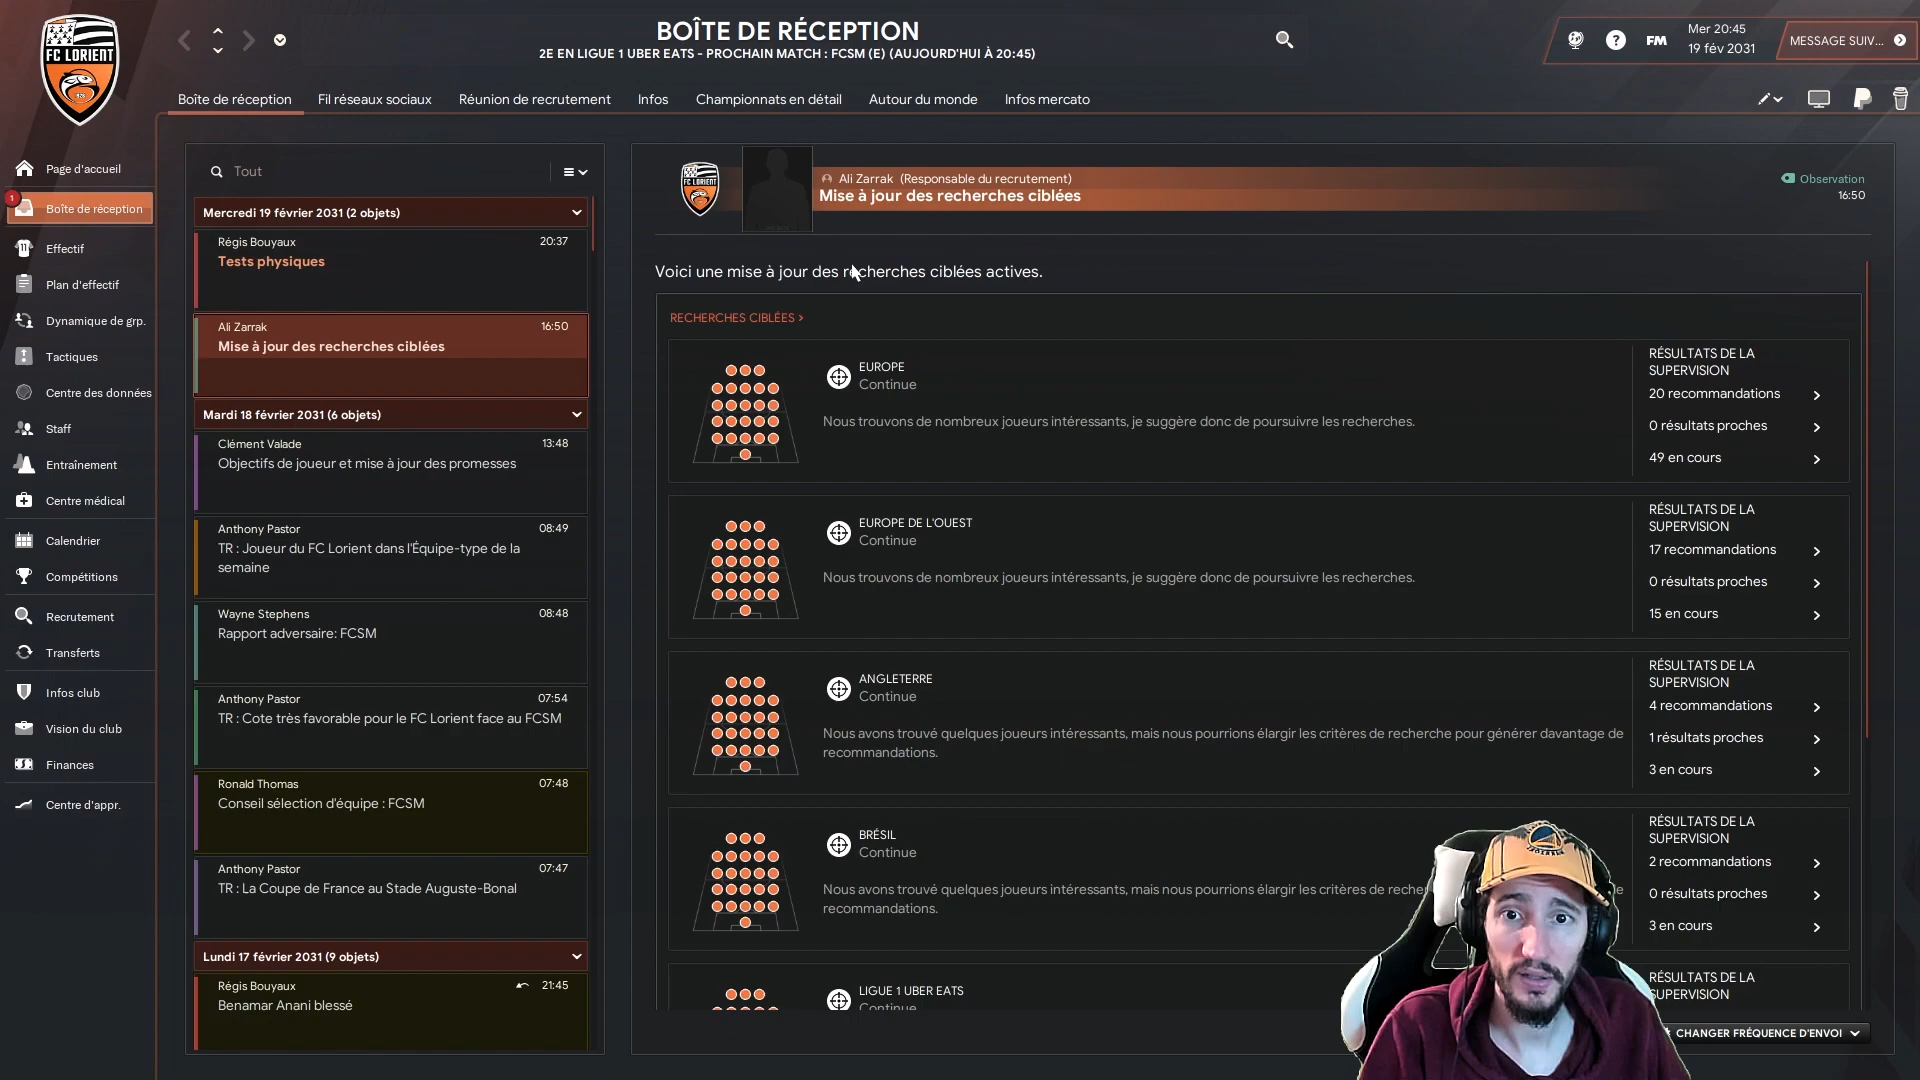 FC LORIENT
BOÎTE DE RÉCEPTION
2E EN LIGUE 1 UBER EATS - PROCHAIN MATCH : FCSM (E) (AUJOURD'HUI À 20:45)
FM
Mer 20:45
19 fév 2031
MESSAGE SUIV...
Boîte de réception
Fil réseaux sociaux
Réunion de recrutement
Infos
Championnats en détail
Autour du monde
Infos mercato
Page d'accueil
1
Boîte de réception
Effectif
Plan d'effectif
Dynamique de grp.
Tactiques
Centre des données
Staff
Entraînement
Centre médical
Calendrier
Compétitions
Recrutement
Transferts
Infos club
Vision du club
Finances
Centre d'appr.
Tout
Mercredi 19 février 2031 (2 objets)
Régis Bouyaux 20:37
Tests physiques
Ali Zarrak 16:50
Mise à jour des recherches ciblées
Mardi 18 février 2031 (6 objets)
Clément Valade 13:48
Objectifs de joueur et mise à jour des promesses
Anthony Pastor 08:49
TR : Joueur du FC Lorient dans l'Équipe-type de la
semaine
Wayne Stephens 08:48
Rapport adversaire: FCSM
Anthony Pastor 07:54
TR : Cote très favorable pour le FC Lorient face au FCSM
Ronald Thomas 07:48
Conseil sélection d'équipe : FCSM
Anthony Pastor 07:47
TR : La Coupe de France au Stade Auguste-Bonal
Lundi 17 février 2031 (9 objets)
Régis Bouyaux 21:45
Benamar Anani blessé
FC LORIENT
Ali Zarrak (Responsable du recrutement)
Mise à jour des recherches ciblées
Observation
16:50
Voici une mise à jour des recherches ciblées actives.
RECHERCHES CIBLÉES >
EUROPE
Continue
Nous trouvons de nombreux joueurs intéressants, je suggère donc de poursuivre les recherches.
RÉSULTATS DE LA
SUPERVISION
20 recommandations
0 résultats proches
49 en cours
EUROPE DE L'OUEST
Continue
Nous trouvons de nombreux joueurs intéressants, je suggère donc de poursuivre les recherches.
RÉSULTATS DE LA
SUPERVISION
17 recommandations
0 résultats proches
15 en cours
ANGLETERRE
Continue
Nous avons trouvé quelques joueurs intéressants, mais nous pourrions élargir les critères de recherche pour générer davantage de
recommandations.
RÉSULTATS DE LA
SUPERVISION
4 recommandations
1 résultats proches
3 en cours
BRÉSIL
Continue
Nous avons trouvé quelques joueurs intéressants, mais nous pourrions élargir les critères de
recommandations.
RÉSULTATS DE LA
SUPERVISION
2 recommandations
0 résultats proches
3 en cours
LIGUE 1 UBER EATS
Continue
RÉSULTATS DE LA
SUPERVISION
CHANGER FRÉQUENCE D'ENVOI